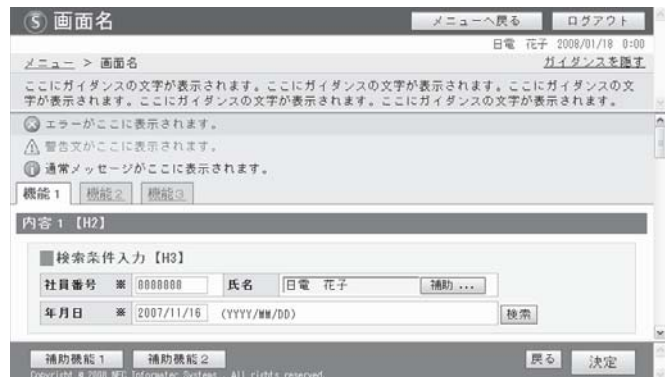 Ⓢ 画面名 メニューへ戻る ログアウト
日電 花子 2008/01/18 0:00
メニュー > 画面名 ガイダンスを隠す
ここにガイダンスの文字が表示されます。ここにガイダンスの文字が表示されます。ここにガイダンスの文
字が表示されます。ここにガイダンスの文字が表示されます。ここにガイダンスの文字が表示されます。
エラーがここに表示されます。
警告文がここに表示されます。
通常メッセージがここに表示されます。
機能1 機能2 機能3
内容1【H2】
検索条件入力【H3】
社員番号 ※ 0000000 氏名 日電 花子 補助 ...
年月日 ※ 2007/11/16 (YYYY/MM/DD) 検索
補助機能1 補助機能2 戻る 決定
Copyright © 2008 NEC Informatec Systems All rights reserved.